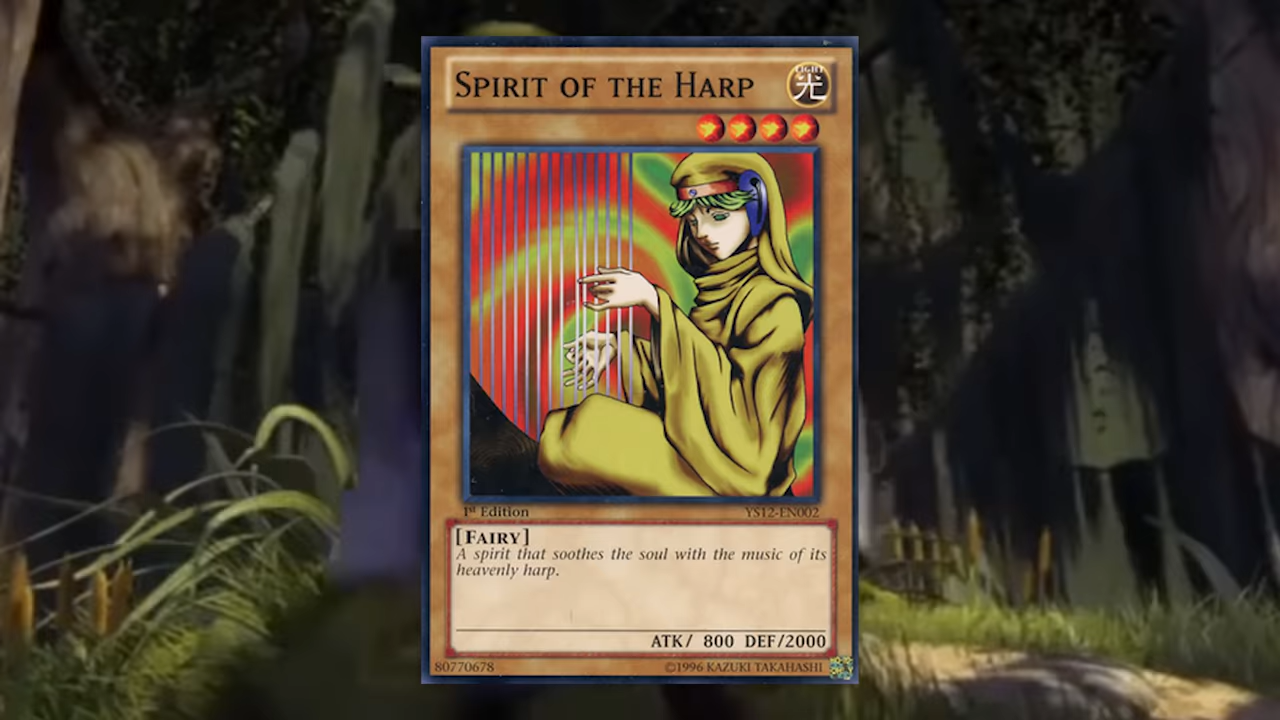 SPIRIT OF THE HARP
LIGHT
光
1st Edition
YS12-EN002
[FAIRY]
A spirit that soothes the soul with the music of its
heavenly harp.
ATK/ 800 DEF/2000
80770678
©1996 KAZUKI TAKAHASHI